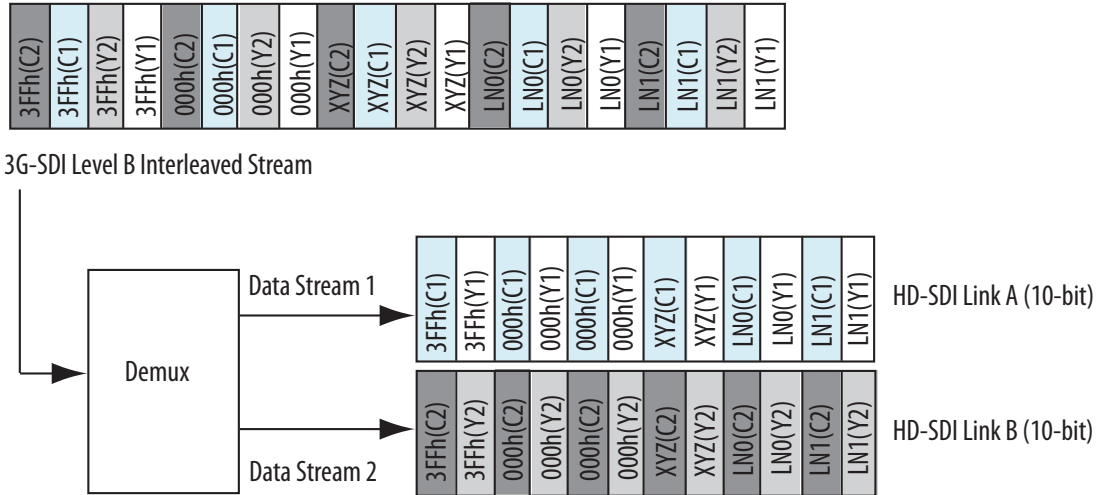 3FFh(C2) 3FFh(C1) 3FFh(Y2) 3FFh(Y1) 000h(C2) 000h(C1) 000h(Y2) 000h(Y1) XYZ(C2) XYZ(C1) XYZ(Y2) XYZ(Y1) LN0(C2) LN0(C1) LN0(Y2) LN0(Y1) LN1(C2) LN1(C1) LN1(Y2) LN1(Y1)
3G-SDI Level B Interleaved Stream
Demux
Data Stream 1
3FFh(C1) 3FFh(Y1) 000h(C1) 000h(Y1) 000h(C1) 000h(Y1) XYZ(C1) XYZ(Y1) LN0(C1) LN0(Y1) LN1(C1) LN1(Y1)
HD-SDI Link A (10-bit)
Data Stream 2
3FFh(C2) 3FFh(Y2) 000h(C2) 000h(Y2) 000h(C2) 000h(Y2) XYZ(C2) XYZ(Y2) LN0(C2) LN0(Y2) LN1(C2) LN1(Y2)
HD-SDI Link B (10-bit)